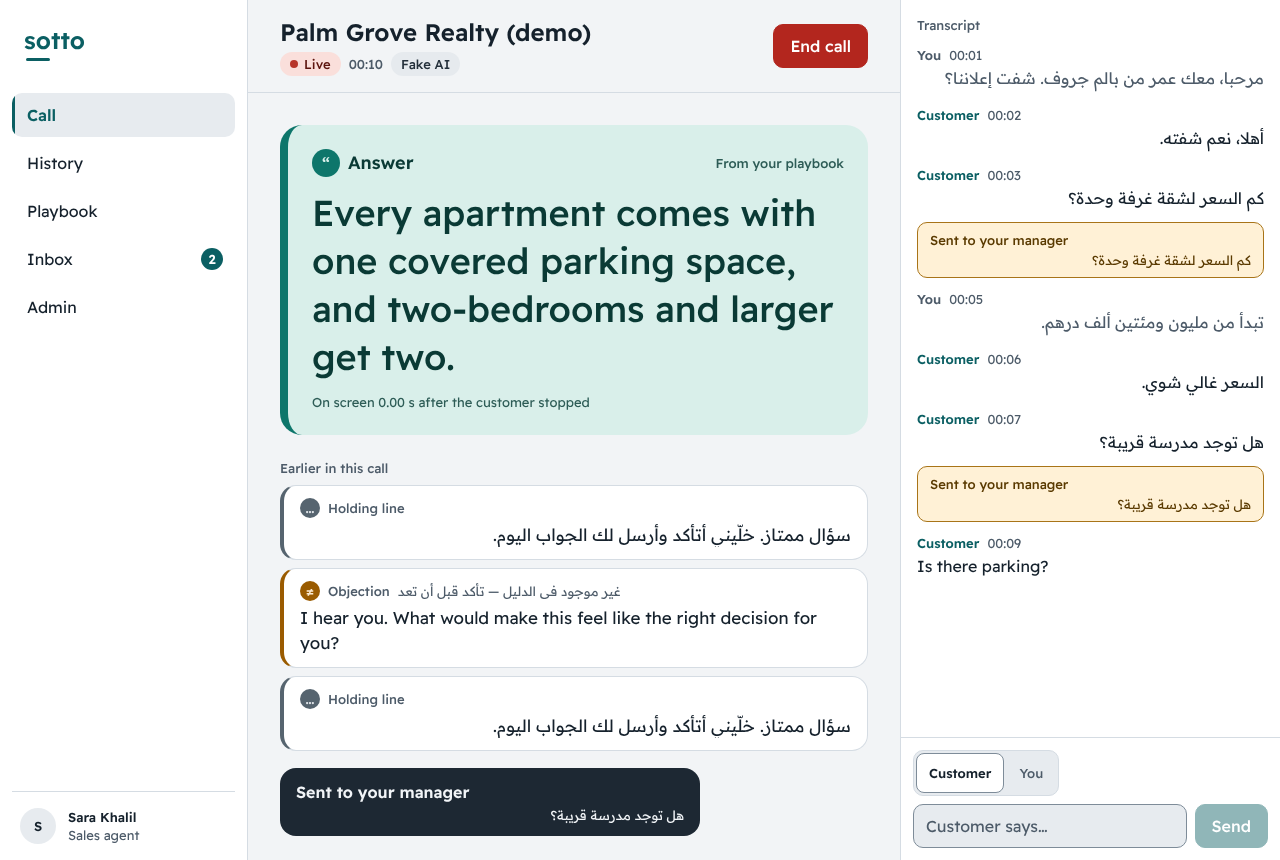 sotto
Call
History
Playbook
Inbox
2
Admin
S
Sara Khalil
Sales agent
Palm Grove Realty (demo)
Live 00:10 Fake AI
End call
“ Answer
From your playbook
Every apartment comes with
one covered parking space,
and two-bedrooms and larger
get two.
On screen 0.00 s after the customer stopped
Earlier in this call
… Holding line
سؤال ممتاز. خلّيني أتأكد وأرسل لك الجواب اليوم.
≠ Objection غير موجود في الدليل — تأكد قبل أن تعد
I hear you. What would make this feel like the right decision for
you?
… Holding line
سؤال ممتاز. خلّيني أتأكد وأرسل لك الجواب اليوم.
Sent to your manager
هل توجد مدرسة قريبة؟
Transcript
You 00:01
مرحبا، معك عمر من بالم جروف. شفت إعلاننا؟
Customer 00:02
أهلا، نعم شفته.
Customer 00:03
كم السعر لشقة غرفة وحدة؟
Sent to your manager
كم السعر لشقة غرفة وحدة؟
You 00:05
تبدأ من مليون ومئتين ألف درهم.
Customer 00:06
السعر غالي شوي.
Customer 00:07
هل توجد مدرسة قريبة؟
Sent to your manager
هل توجد مدرسة قريبة؟
Customer 00:09
Is there parking?
Customer You
Customer says…
Send